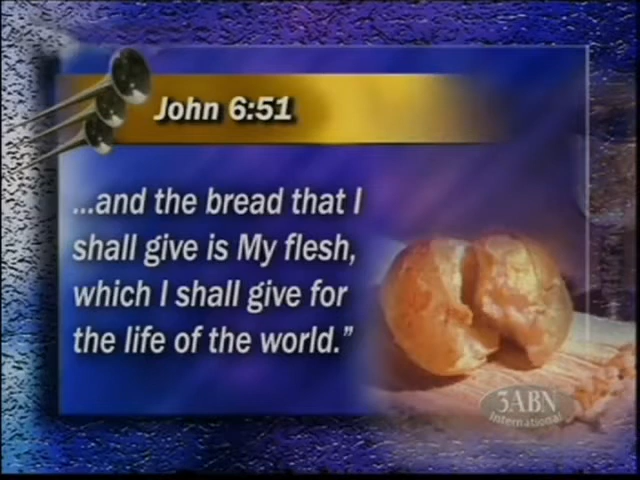 John 6:51
...and the bread that I
shall give is My flesh,
which I shall give for
the life of the world.”
3ABN
International